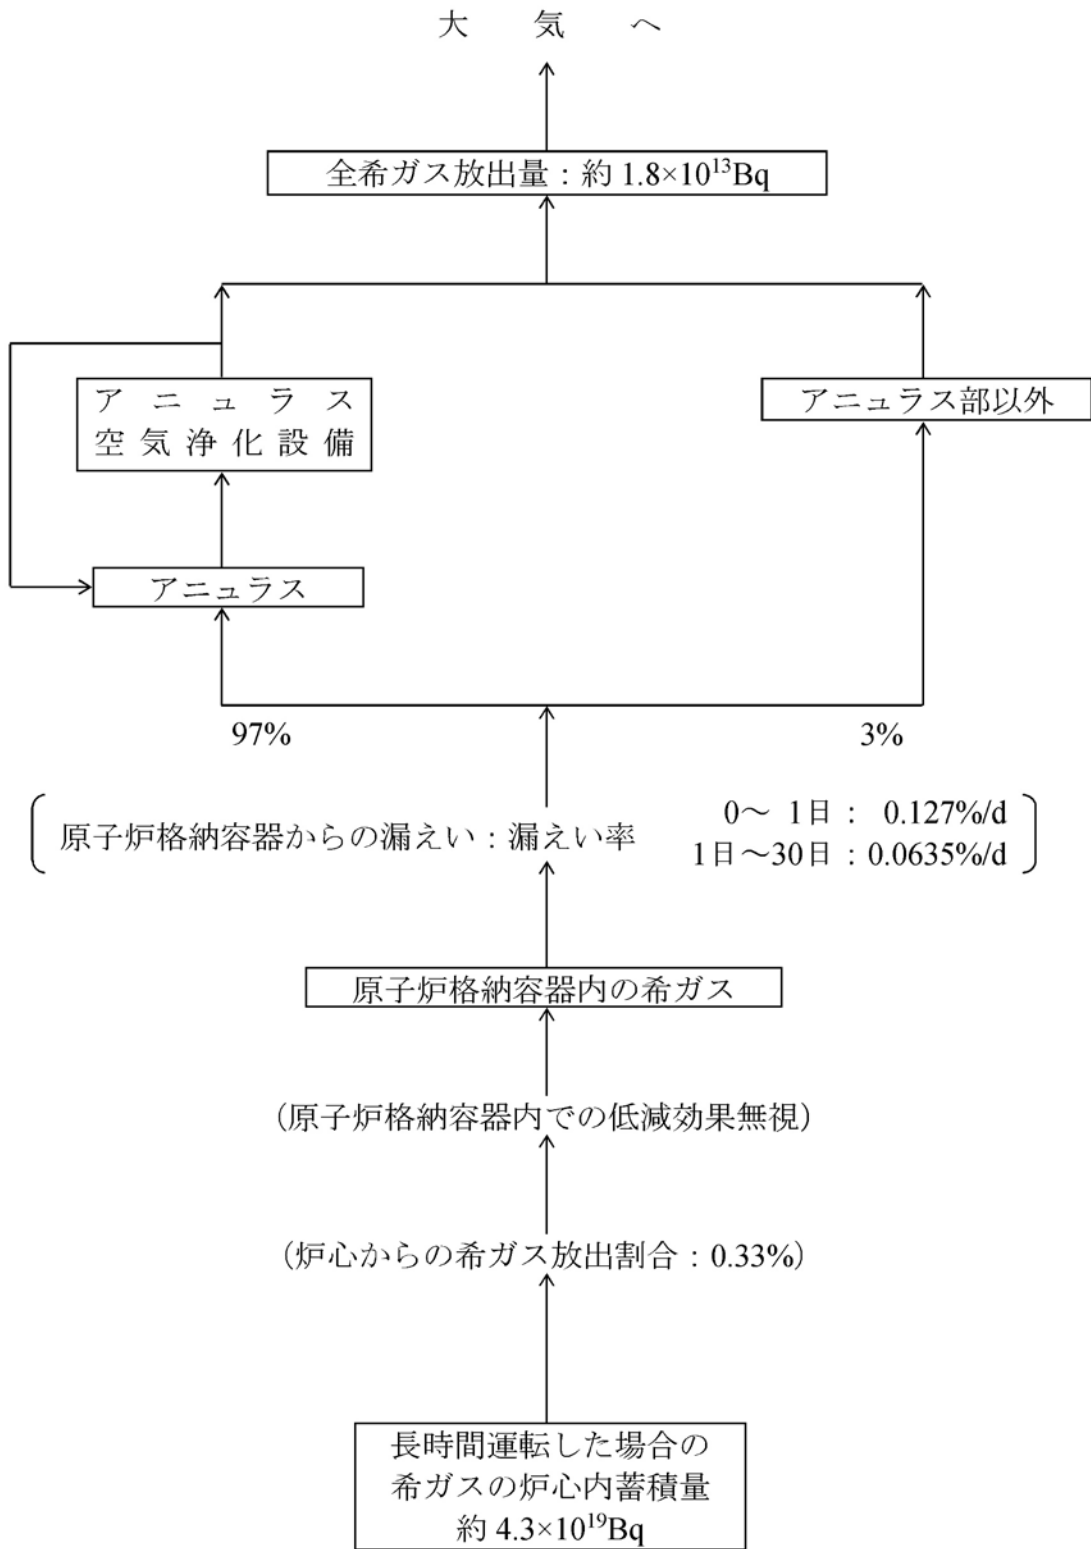 大気へ
全希ガス放出量：約 1.8×10¹³Bq
アニュラス
空気浄化設備
アニュラス部以外
アニュラス
97%
3%
原子炉格納容器からの漏えい：漏えい率
0～ 1日： 0.127%/d
1日～30日：0.0635%/d
原子炉格納容器内の希ガス
(原子炉格納容器内での低減効果無視)
(炉心からの希ガス放出割合：0.33%)
長時間運転した場合の
希ガスの炉心内蓄積量
約 4.3×10¹⁹Bq